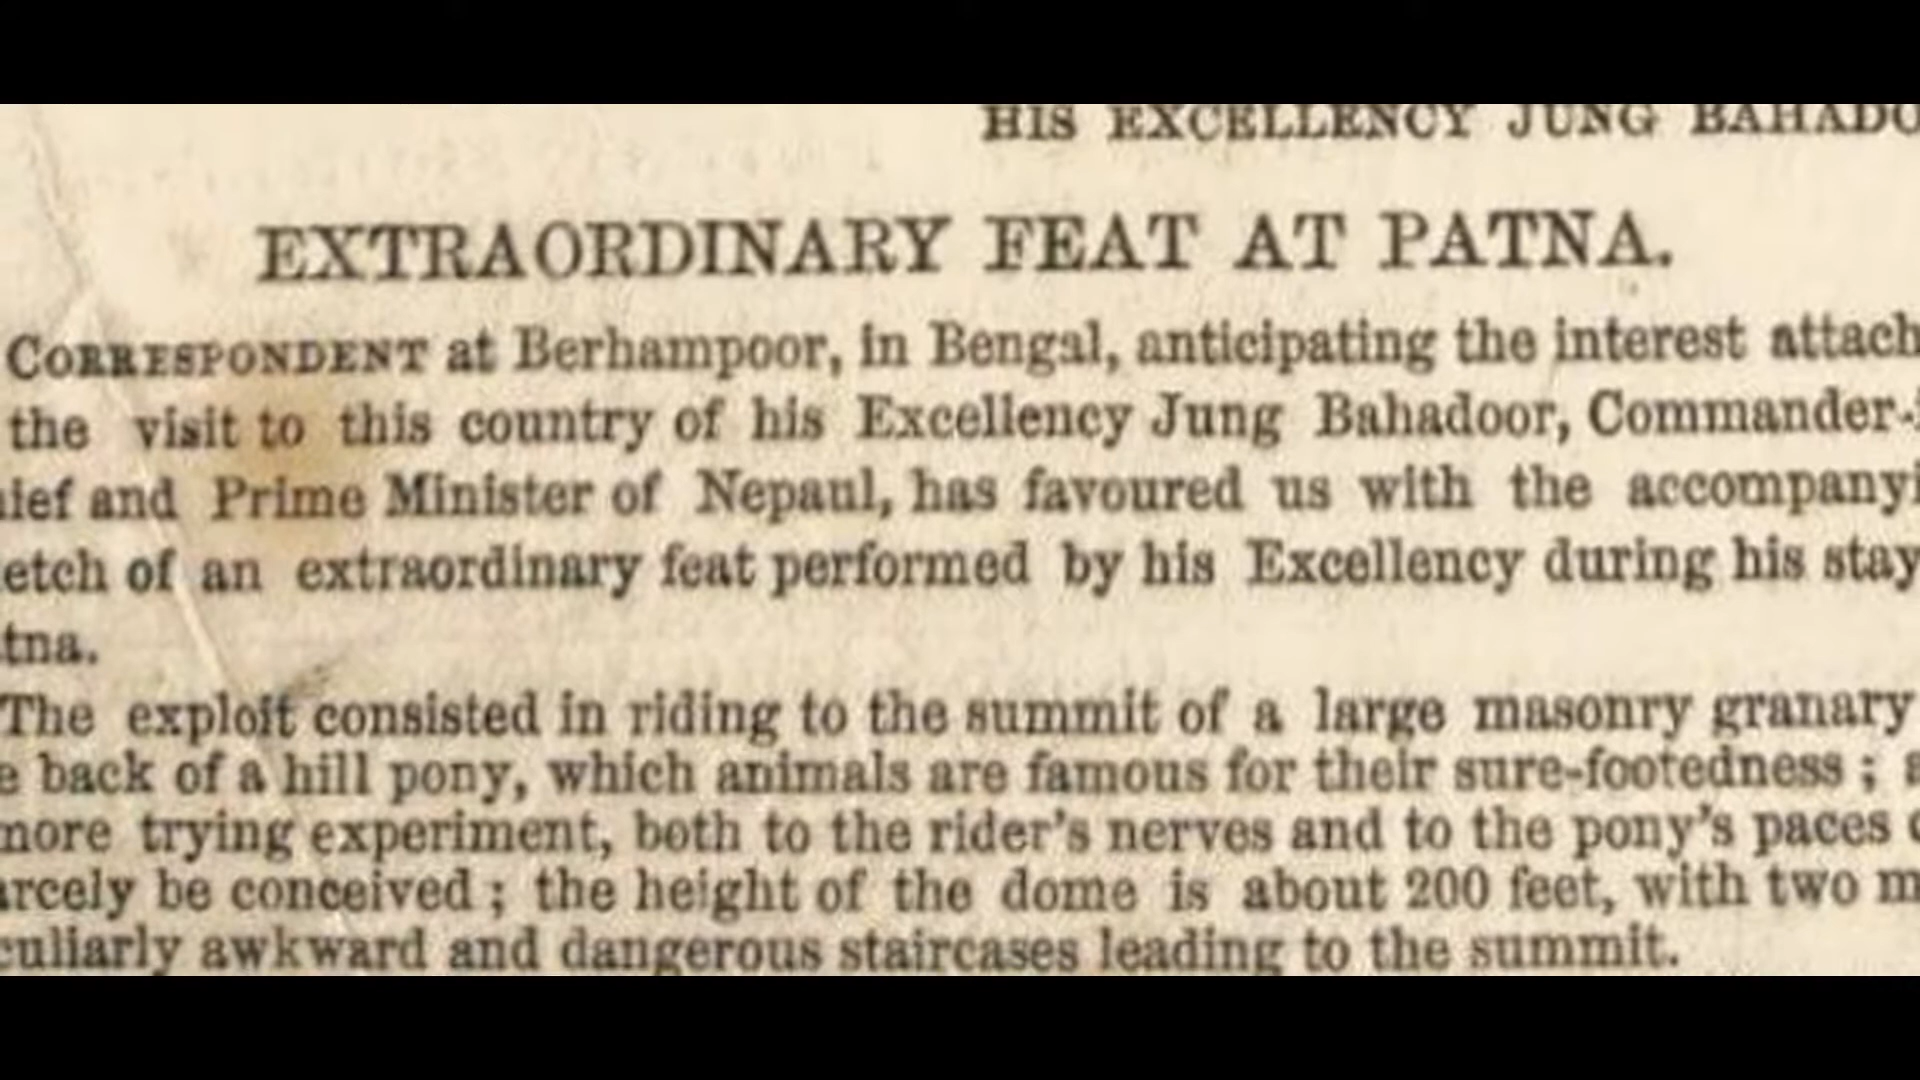 HIS EXCELLENCY JUNG BAHADO
EXTRAORDINARY FEAT AT PATNA.
CORRESPONDENT at Berhampoor, in Bengal, anticipating the interest attach
the visit to this country of his Excellency Jung Bahadoor, Commander-
ief and Prime Minister of Nepaul, has favoured us with the accompanyi
etch of an extraordinary feat performed by his Excellency during his stay
tna.
The exploit consisted in riding to the summit of a large masonry granary
e back of a hill pony, which animals are famous for their sure-footedness ; a
more trying experiment, both to the rider's nerves and to the pony's paces c
arcely be conceived ; the height of the dome is about 200 feet, with two m
culiarly awkward and dangerous staircases leading to the summit.